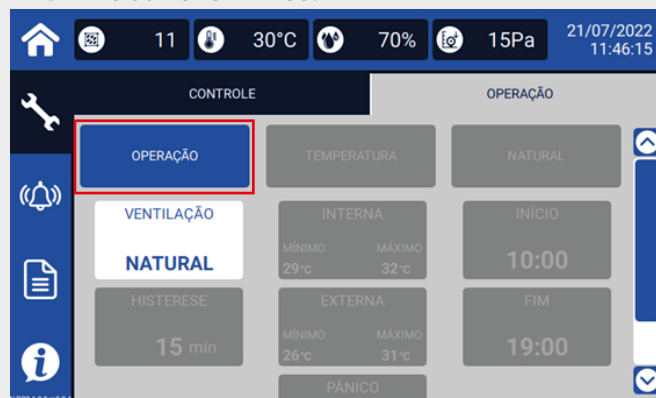 11 30°C 70% 15Pa 21/07/2022
11:46:15
CONTROLE OPERAÇÃO
OPERAÇÃO TEMPERATURA NATURAL
VENTILAÇÃO INTERNA INÍCIO
MÍNIMO MÁXIMO
NATURAL 29°C 32°C 10:00
HISTERESE EXTERNA FIM
MÍNIMO MÁXIMO
15 min 26°C 31°C 19:00
PÂNICO